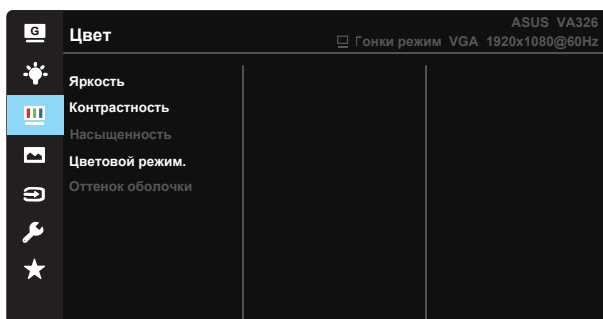 G
Цвет
ASUS VA326
Гонки режим VGA 1920x1080@60Hz
Яркость
Контрастность
Насыщенность
Цветовой режим.
Оттенок оболочки